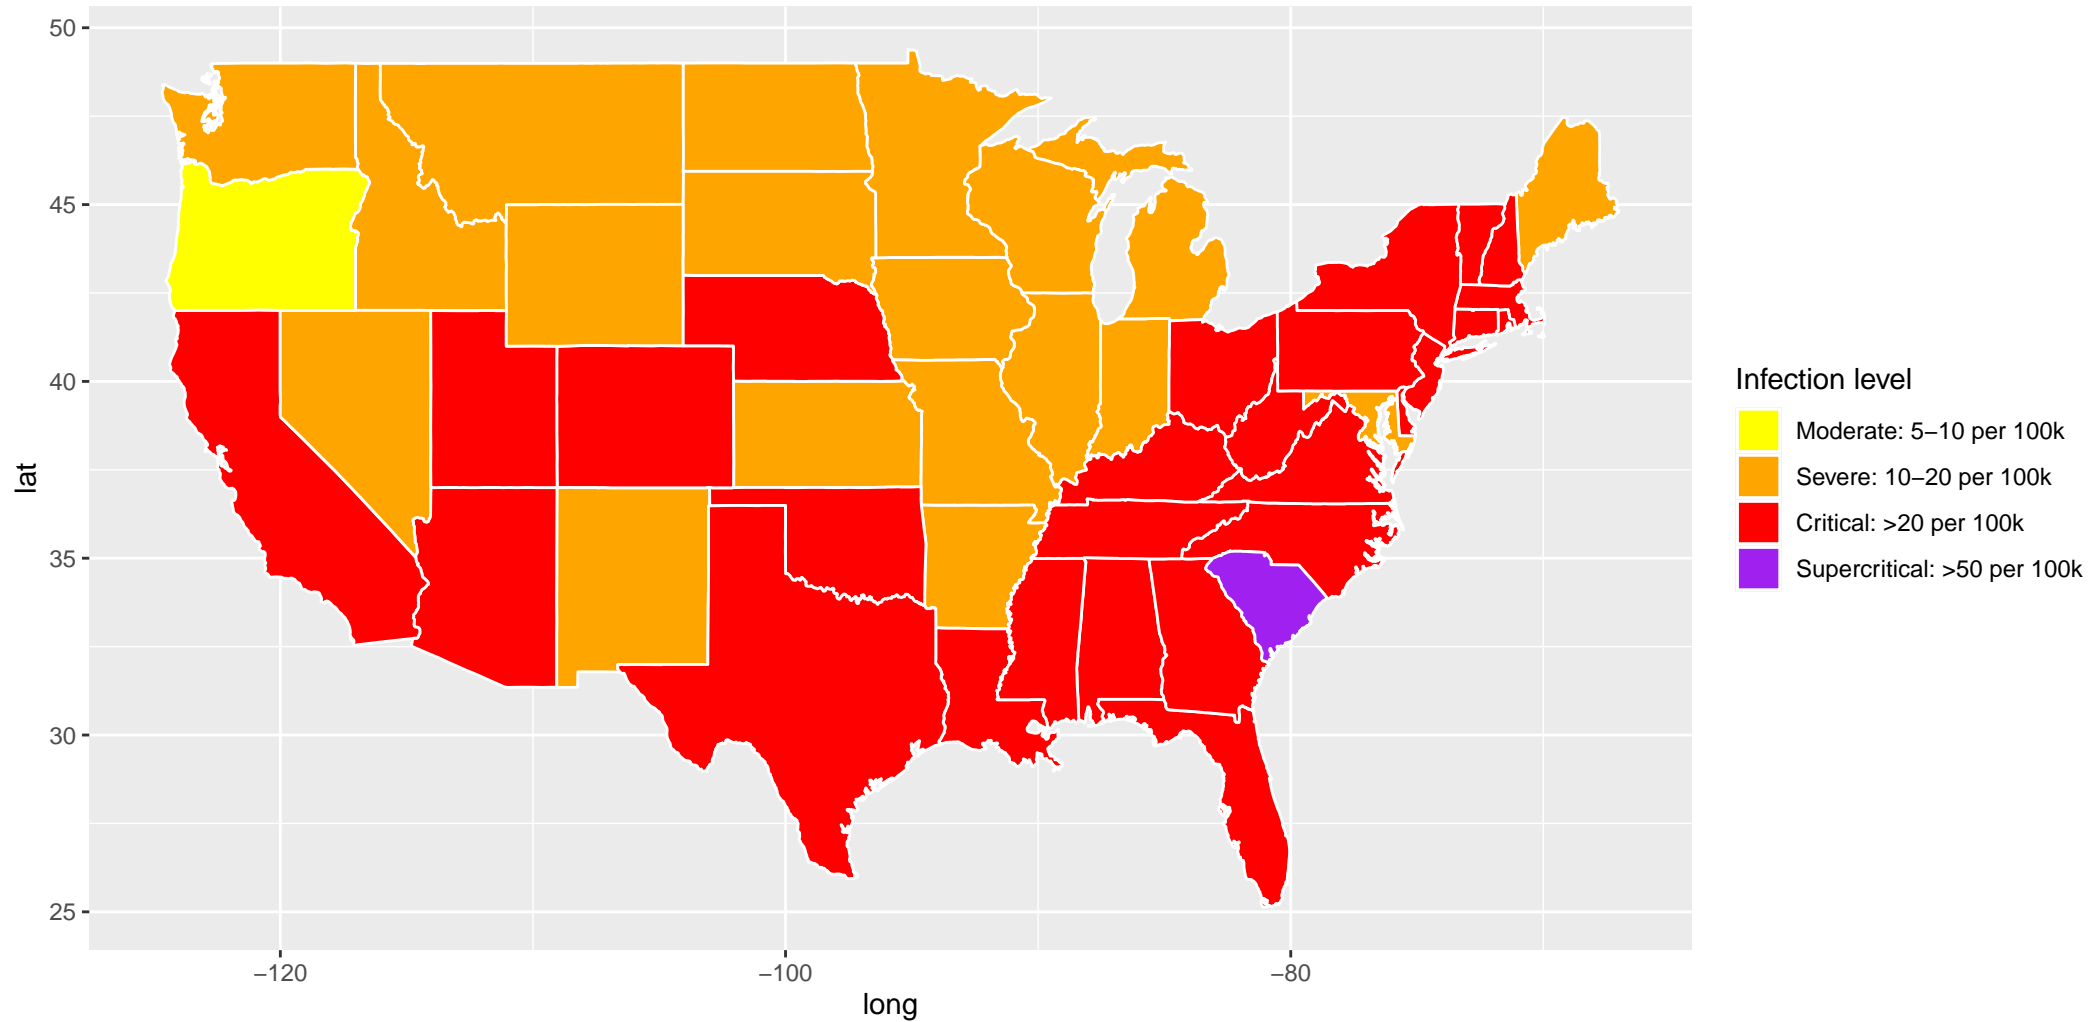 50
45
40
35
30
25
lat
−120
−100
−80
long
Infection level
Moderate: 5−10 per 100k
Severe: 10−20 per 100k
Critical: >20 per 100k
Supercritical: >50 per 100k